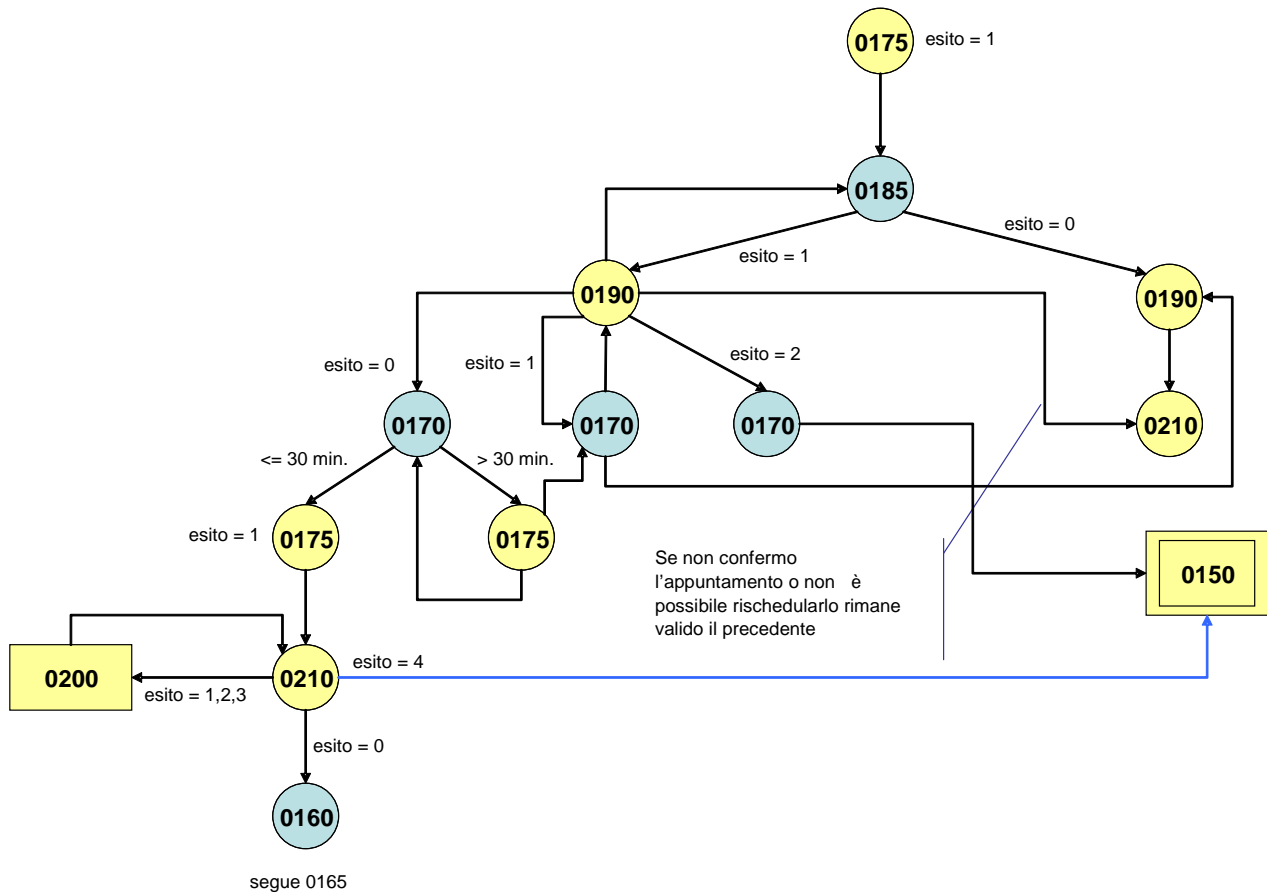 0175
esito = 1
0185
esito = 0
esito = 1
0190
0190
esito = 2
esito = 1
esito = 0
0170
0170
0170
0210
<= 30 min.
> 30 min.
esito = 1
0175
0175
Se non confermo
l'appuntamento o non è
possibile rischedularlo rimane
valido il precedente
0150
esito = 4
0200
0210
esito = 1,2,3
esito = 0
0160
segue 0165